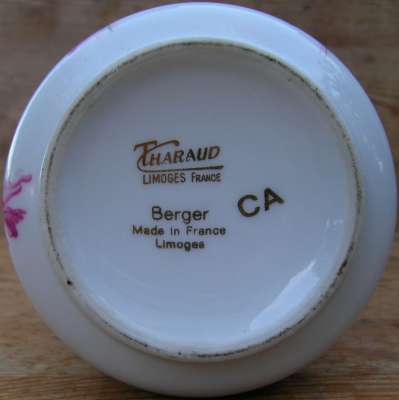 THARAUD
LIMOGES FRANCE
CA
Berger
Made in France
Limoges